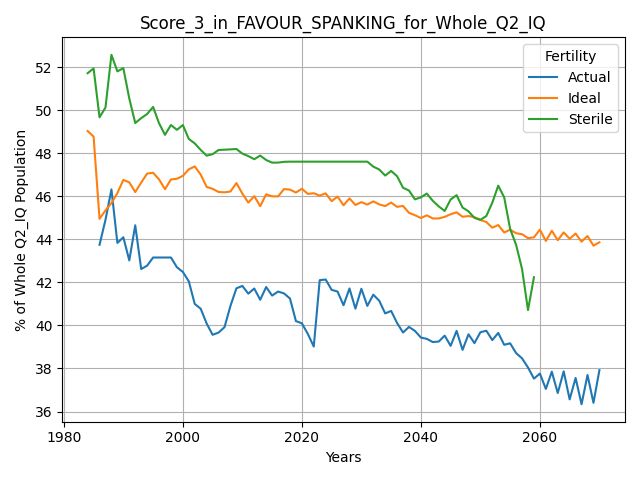 Score_3_in_FAVOUR_SPANKING_for_Whole_Q2_IQ
Fertility
Actual
Ideal
Sterile
% of Whole Q2_IQ Population
52
50
48
46
44
42
40
38
36
1980
2000
2020
2040
2060
Years